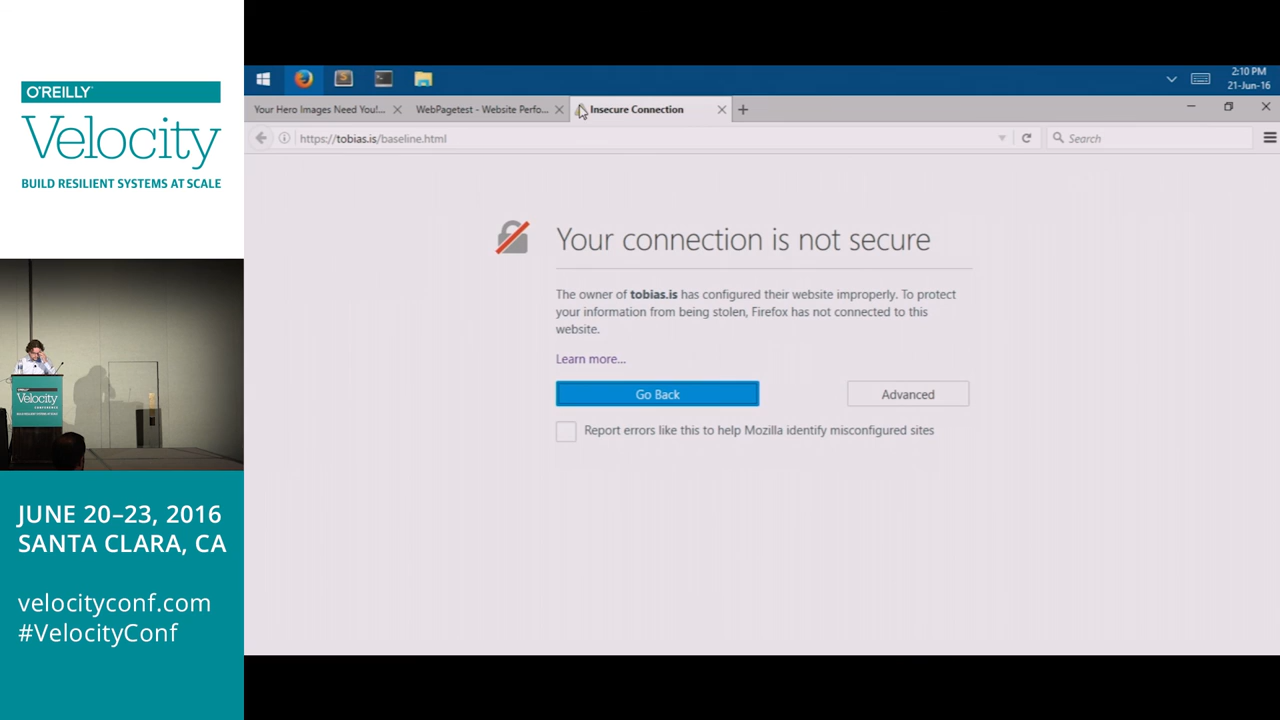 O'REILLY
Velocity
BUILD RESILIENT SYSTEMS AT SCALE
Velocity
CONFERENCE
JUNE 20–23, 2016
SANTA CLARA, CA
velocityconf.com
#VelocityConf
2:10 PM
21-Jun-16
Your Hero Images Need You!...
WebPagetest - Website Perfo...
Insecure Connection
https://tobias.is/baseline.html
Search
Your connection is not secure
The owner of tobias.is has configured their website improperly. To protect
your information from being stolen, Firefox has not connected to this
website.
Learn more...
Go Back
Advanced
Report errors like this to help Mozilla identify misconfigured sites